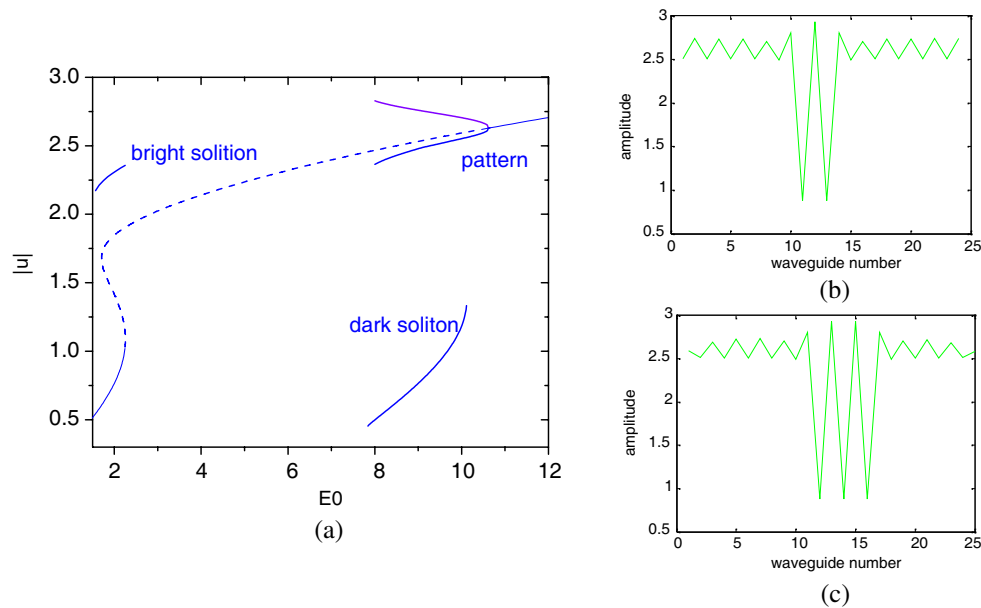 3.0
2.5
2.0
1.5
1.0
0.5
|u|
bright solition
pattern
dark soliton
2 4 6 8 10 12
E0
(a)
3
2.5
2
1.5
1
0.5
amplitude
0 5 10 15 20 25
waveguide number
(b)
3
2.5
2
1.5
1
0.5
amplitude
0 5 10 15 20 25
waveguide number
(c)